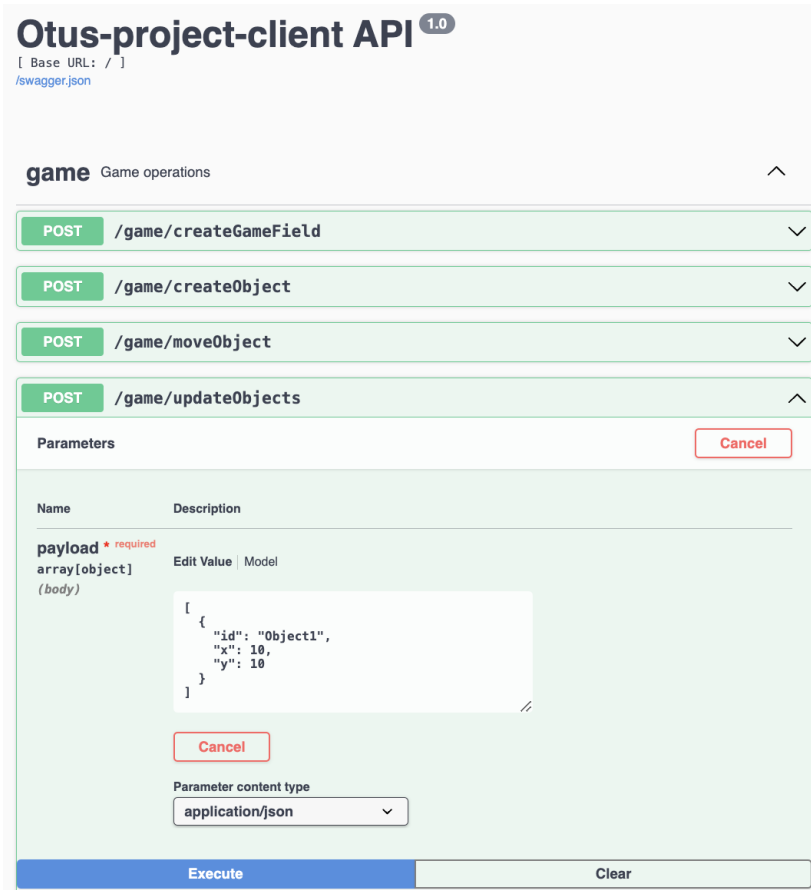 Otus-project-client API 1.0
[ Base URL: / ]
/swagger.json
game Game operations
POST /game/createGameField
POST /game/createObject
POST /game/moveObject
POST /game/updateObjects
Parameters Cancel
Name Description
payload * required
array[object]
(body)
Edit Value Model
[
{
"id": "Object1",
"x": 10,
"y": 10
}
]
Cancel
Parameter content type
application/json
Execute Clear